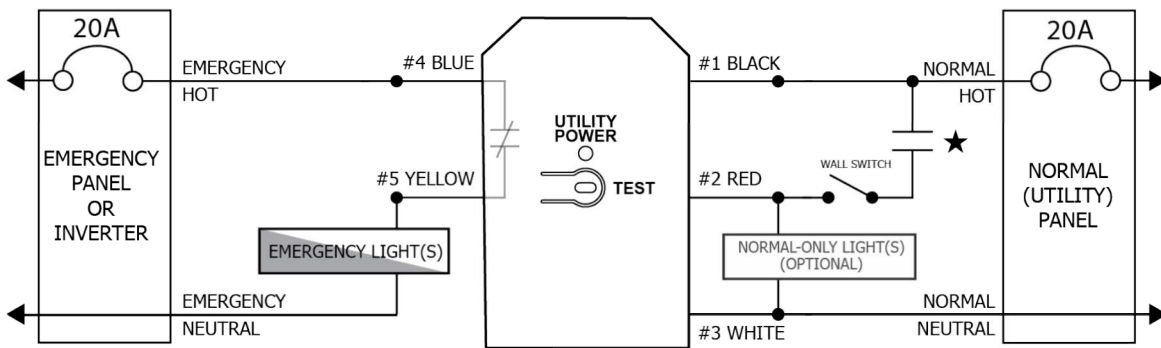 20A
EMERGENCY
HOT
EMERGENCY
PANEL
OR
INVERTER
#4 BLUE
#5 YELLOW
EMERGENCY LIGHT(S)
EMERGENCY
NEUTRAL
UTILITY
POWER
TEST
#1 BLACK
#2 RED
WALL SWITCH
NORMAL-ONLY LIGHT(S)
(OPTIONAL)
#3 WHITE
NORMAL
HOT
NORMAL
NEUTRAL
20A
NORMAL
(UTILITY)
PANEL